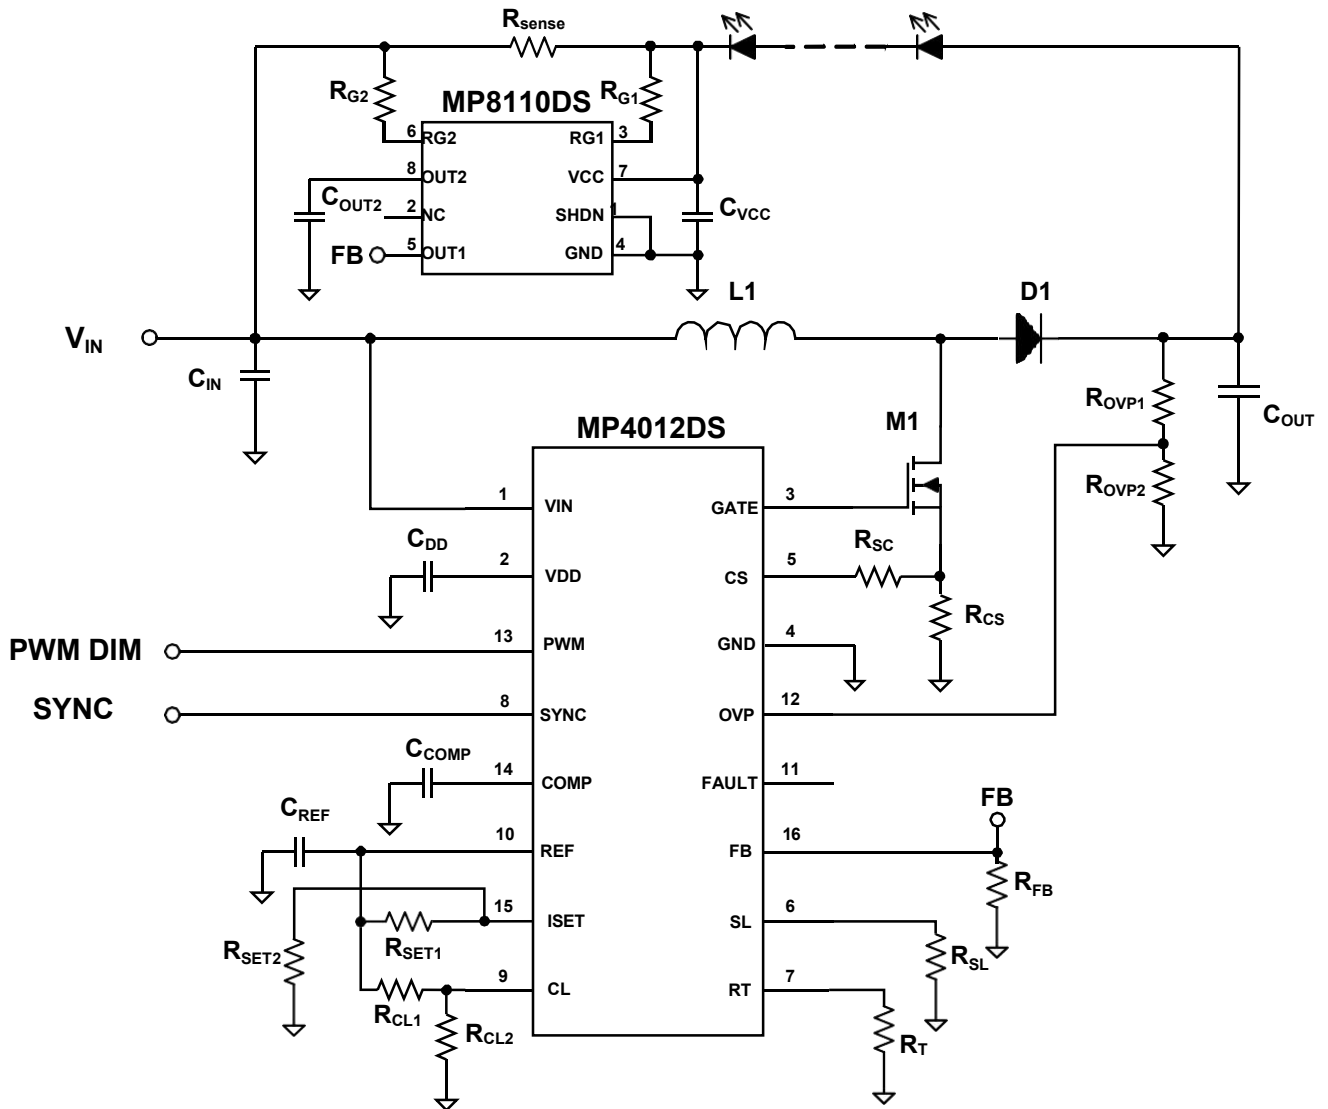 Rsense
RG2
MP8110DS
RG1
6 RG2 RG1 3
8 OUT2 VCC 7
COUT2
2 NC SHDN 1
CVCC
FB 5 OUT1 GND 4
L1 D1
VIN
CIN
ROVP1
COUT
MP4012DS
M1
ROVP2
1 VIN GATE 3
CDD
RSC
2 VDD CS 5
RCS
PWM DIM 13 PWM GND 4
SYNC 8 SYNC OVP 12
CCOMP
14 COMP FAULT 11
CREF
FB
10 REF FB 16
RFB
15 ISET SL 6
RSET2
RSET1
RSL
9 CL RT 7
RCL1
RCL2
RT